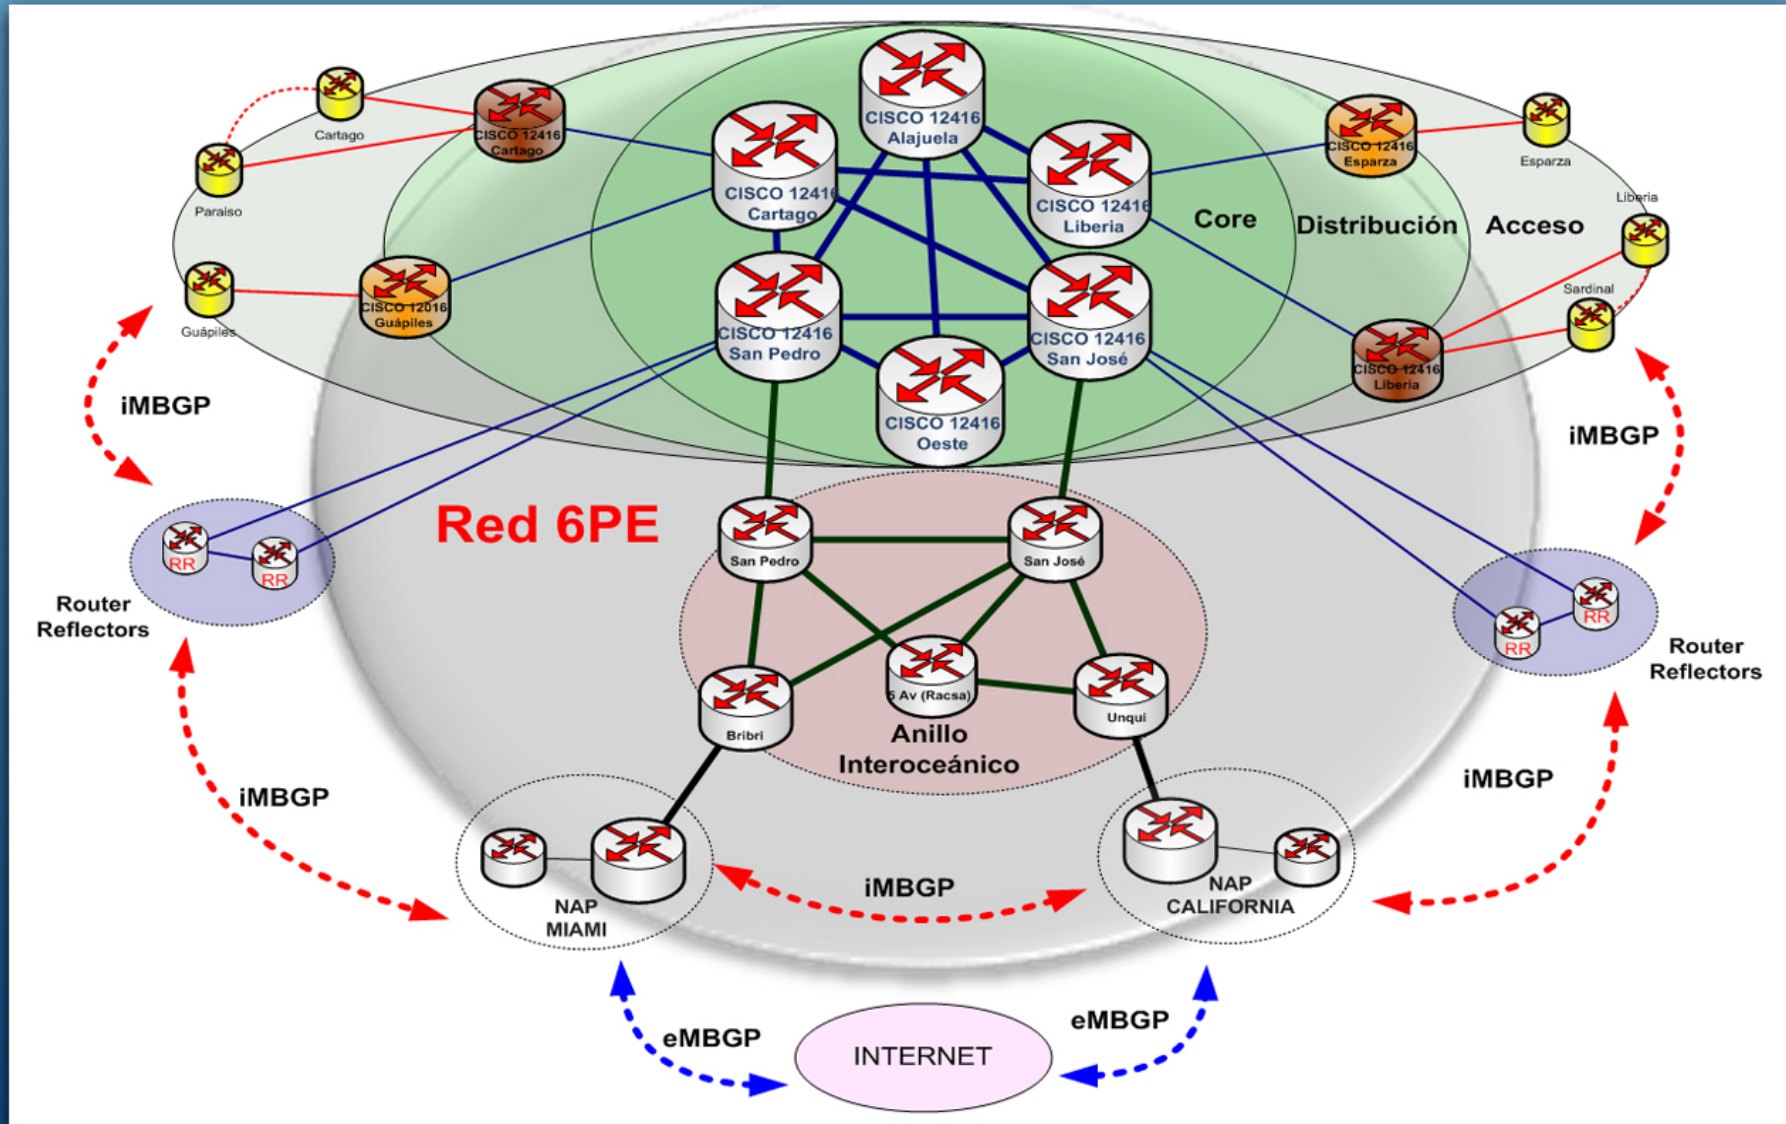 CISCO 12416
Alajuela
CISCO 12416
Cartago
CISCO 12416
Liberia
CISCO 12416
San Pedro
CISCO 12416
San José
CISCO 12416
Oeste
Core
Distribución
Acceso
Cartago
Paraiso
Guápiles
CISCO 12416
Cartago
CISCO 12016
Guápiles
CISCO 12416
Esparza
CISCO 12416
Liberia
Esparza
Liberia
Sardinal
iMBGP
iMBGP
Red 6PE
RR
RR
Router
Reflectors
RR
RR
Router
Reflectors
San Pedro
San José
Bribri
5 Av (Racsa)
Unqui
Anillo
Interoceánico
iMBGP
iMBGP
iMBGP
NAP
MIAMI
NAP
CALIFORNIA
eMBGP
eMBGP
INTERNET